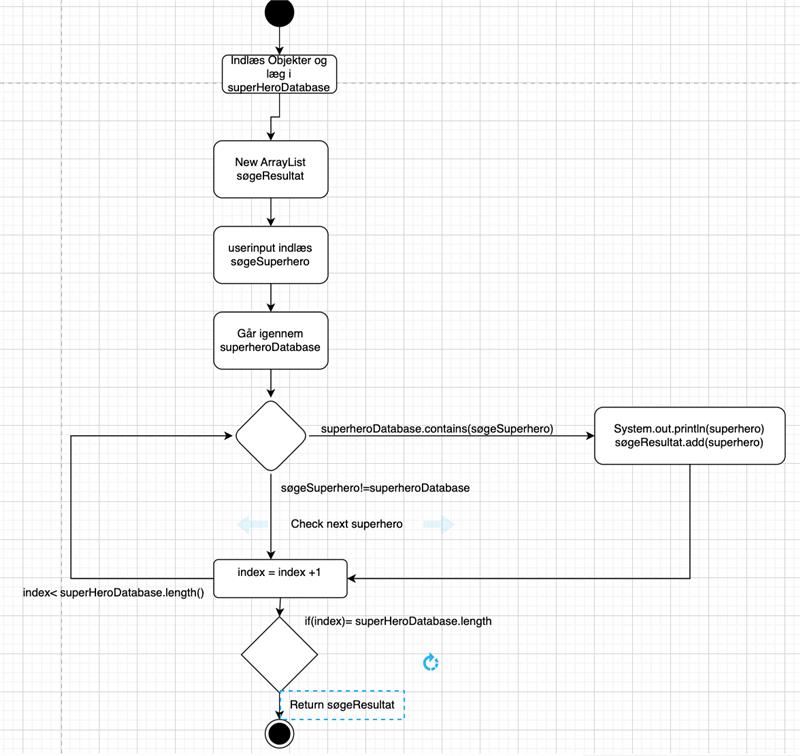 Indlæs Objekter og
læg i
superHeroDatabase
New ArrayList
søgeResultat
userinput indlæs
søgeSuperhero
Går igennem
superheroDatabase
superheroDatabase.contains(søgeSuperhero)
System.out.println(superhero)
søgeResultat.add(superhero)
søgeSuperhero!=superheroDatabase
Check next superhero
index = index +1
index< superHeroDatabase.length()
if(index)= superHeroDatabase.length
Return søgeResultat